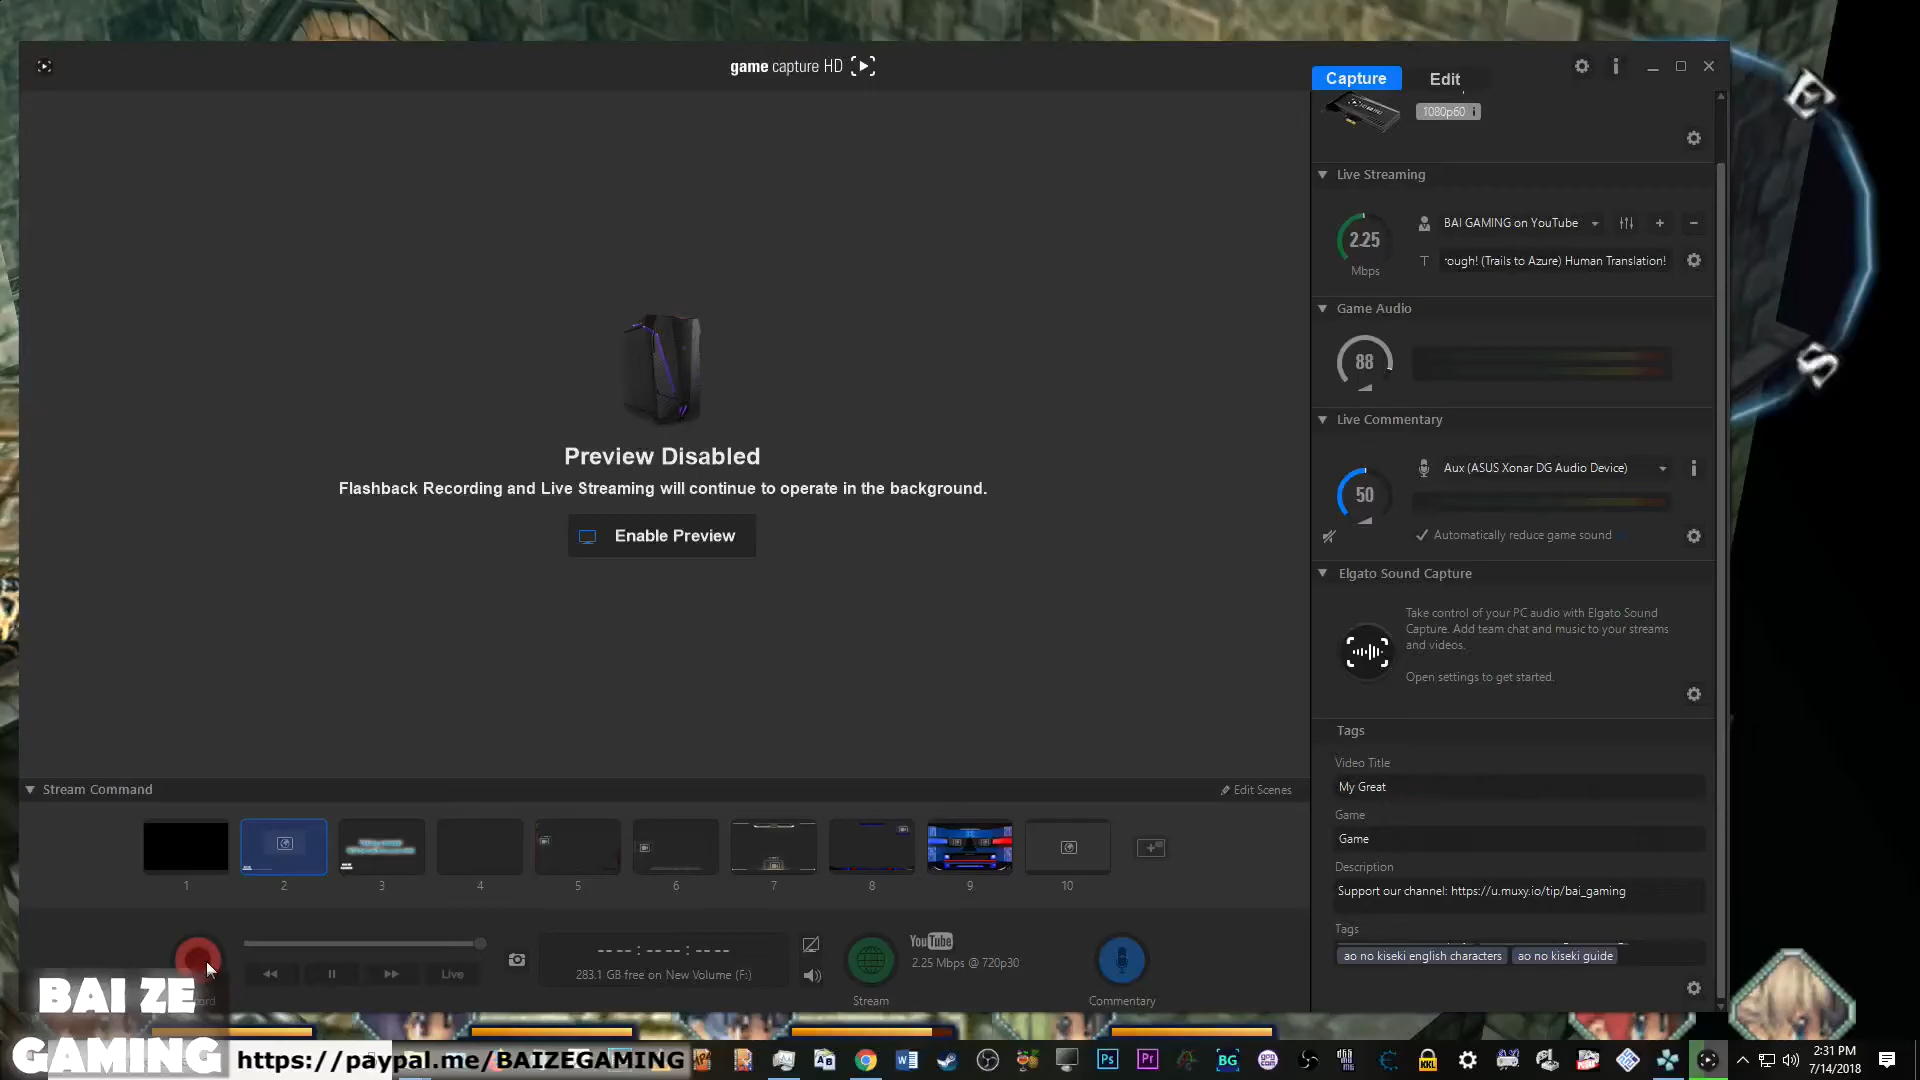 game capture HD
Capture
Edit
1080p60 i
Live Streaming
2.25
Mbps
BAI GAMING on YouTube
T
rough! (Trails to Azure) Human Translation!
Game Audio
88
Live Commentary
50
Aux (ASUS Xonar DG Audio Device)
Automatically reduce game sound
Elgato Sound Capture
Take control of your PC audio with Elgato Sound
Capture. Add team chat and music to your streams
and videos.
Open settings to get started.
Tags
Video Title
My Great
Game
Game
Description
Support our channel: https://u.muxy.io/tip/bai_gaming
Tags
ao no kiseki english characters
ao no kiseki guide
Preview Disabled
Flashback Recording and Live Streaming will continue to operate in the background.
Enable Preview
Stream Command
Edit Scenes
1 2 3 4 5 6 7 8 9 10
Live
-- -- : -- -- : -- --
283.1 GB free on New Volume (F:)
YouTube
2.25 Mbps @ 720p30
Stream
Commentary
BAI ZE
GAMING
https://paypal.me/BAIZEGAMING
Ps
Pr
BG
KKL
2:31 PM
7/14/2018
E
S